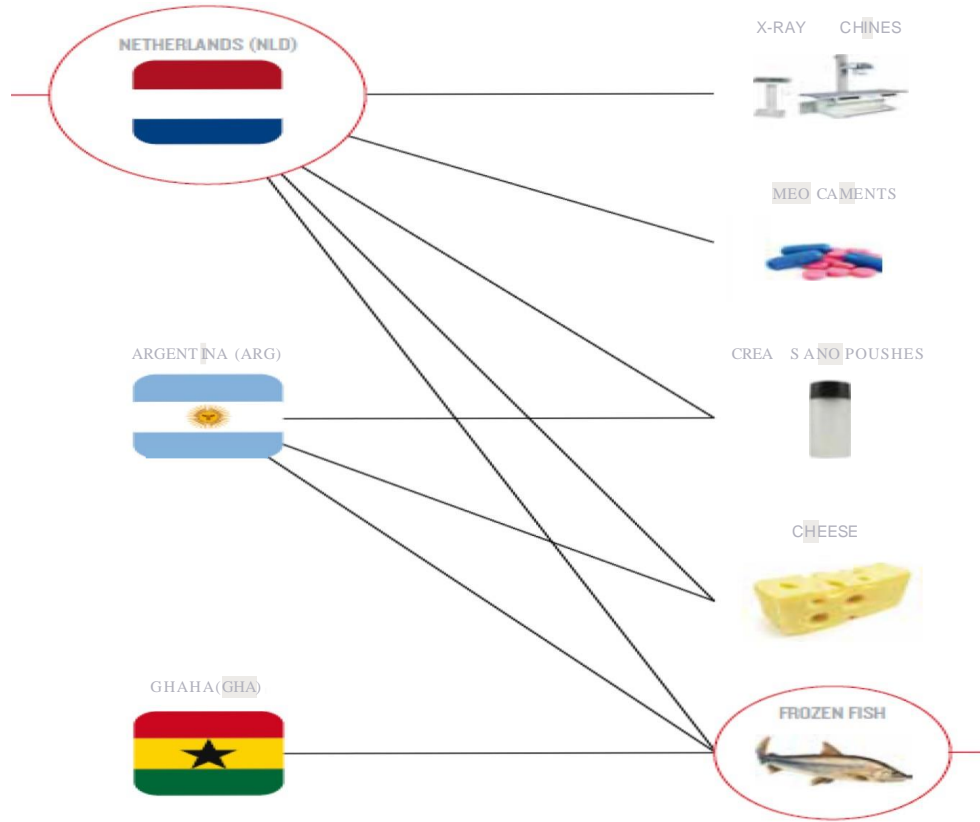 NETHERLANDS (NLD)
X-RAY CHINES
MEO CAMENTS
ARGENTINA (ARG)
CREA S ANO POUSHES
CHEESE
GHAHA(GHA)
FROZEN FISH